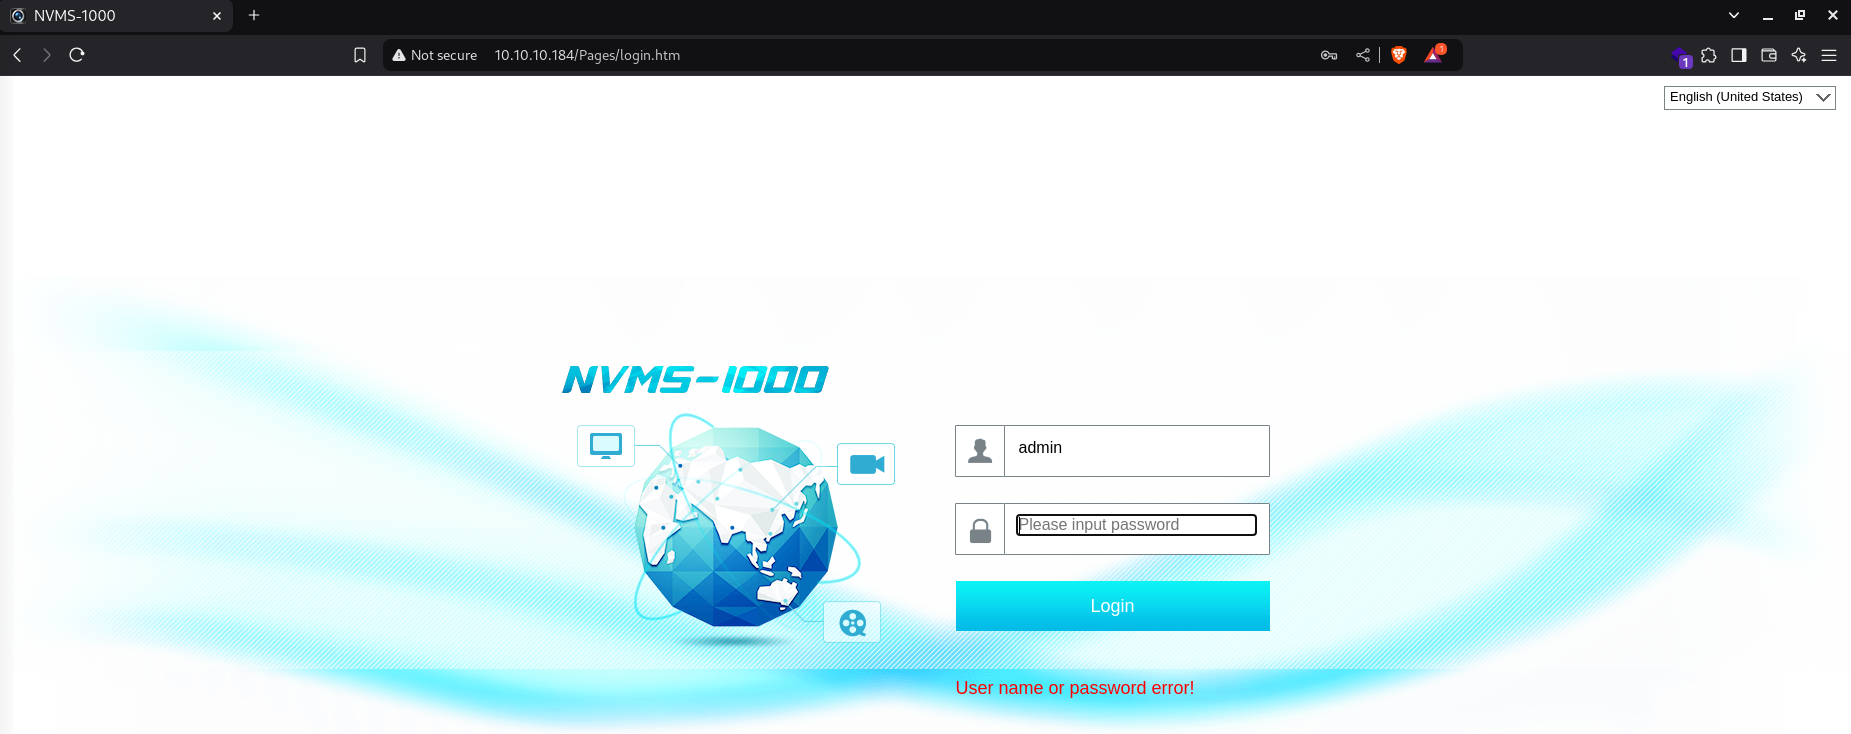 NVMS-1000
Not secure 10.10.10.184/Pages/login.htm
1
1
English (United States)
NVMS-1000
admin
Please input password
Login
User name or password error!